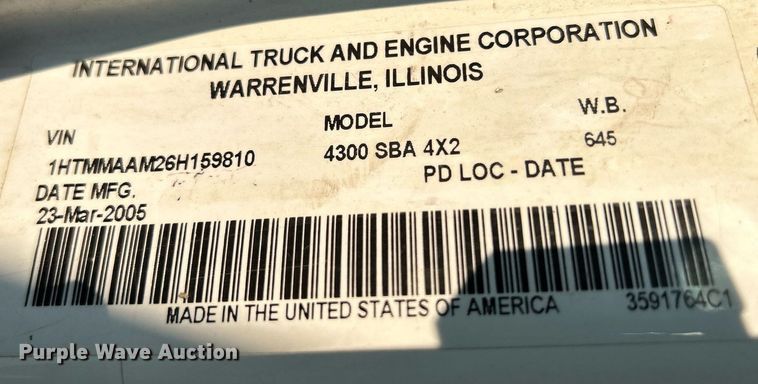 INTERNATIONAL TRUCK AND ENGINE CORPORATION
WARRENVILLE, ILLINOIS
VIN MODEL W.B.
1HTMMAAM26H159810 4300 SBA 4X2 645
DATE MFG. PD LOC - DATE
23-Mar-2005
MADE IN THE UNITED STATES OF AMERICA 3591764C1
Purple Wave Auction